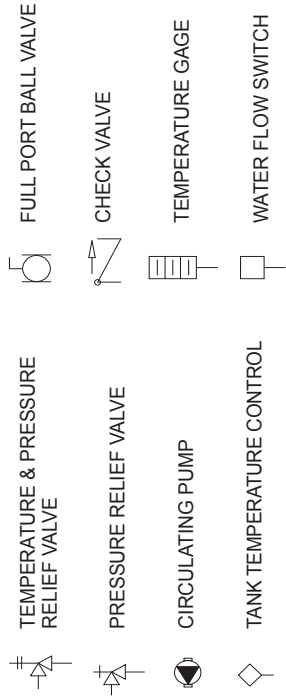 TEMPERATURE & PRESSURE
RELIEF VALVE
PRESSURE RELIEF VALVE
CIRCULATING PUMP
TANK TEMPERATURE CONTROL
FULL PORT BALL VALVE
CHECK VALVE
TEMPERATURE GAGE
WATER FLOW SWITCH